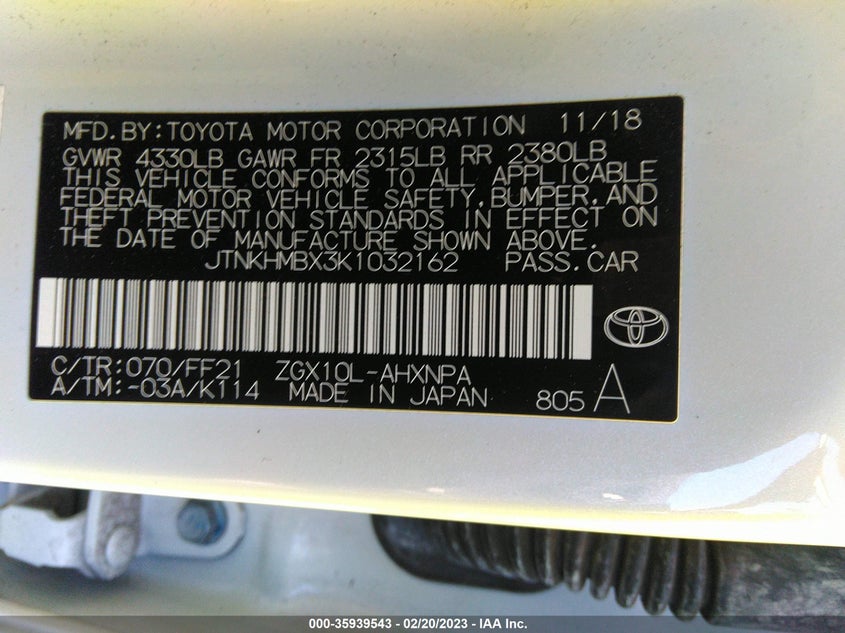 MFD.BY:TOYOTA MOTOR CORPORATION 11/18
GVWR 4330LB GAWR FR 2315LB RR 2380LB
THIS VEHICLE CONFORMS TO ALL APPLICABLE
FEDERAL MOTOR VEHICLE SAFETY,BUMPER,AND
THEFT PREVENTION STANDARDS IN EFFECT ON
THE DATE OF MANUFACTURE SHOWN ABOVE.
JTNKHMBX3K1032162 PASS.CAR
C/TR:070/FF21 ZGX10L-AHXNPA
A/TM:-03A/K114 MADE IN JAPAN 805 A
000-35939543 — 02/20/2023 - IAA Inc.